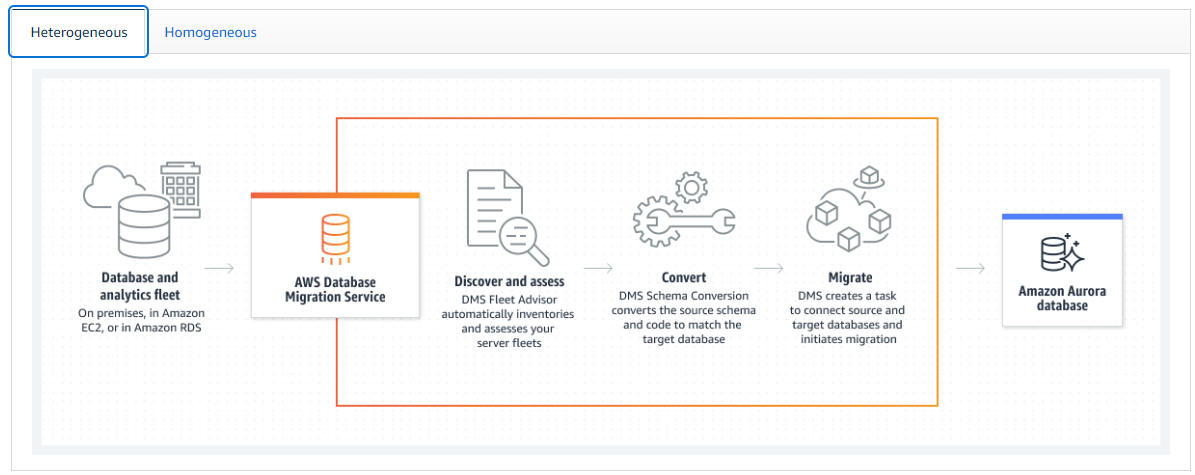 Heterogeneous
Homogeneous
Database and
analytics fleet
On premises, in Amazon
EC2, or in Amazon RDS
AWS Database
Migration Service
Discover and assess
DMS Fleet Advisor
automatically inventories
and assesses your
server fleets
Convert
DMS Schema Conversion
converts the source schema
and code to match the
target database
Migrate
DMS creates a task
to connect source and
target databases and
initiates migration
Amazon Aurora
database